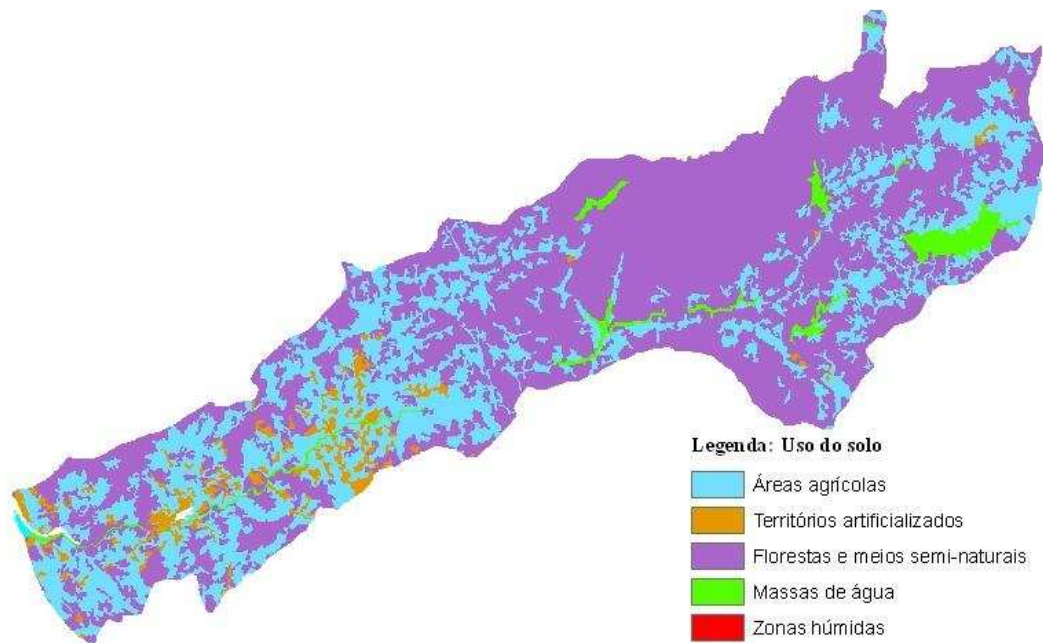 Legenda: Uso do solo
Áreas agrícolas
Territórios artificializados
Florestas e meios semi-naturais
Massas de água
Zonas húmidas